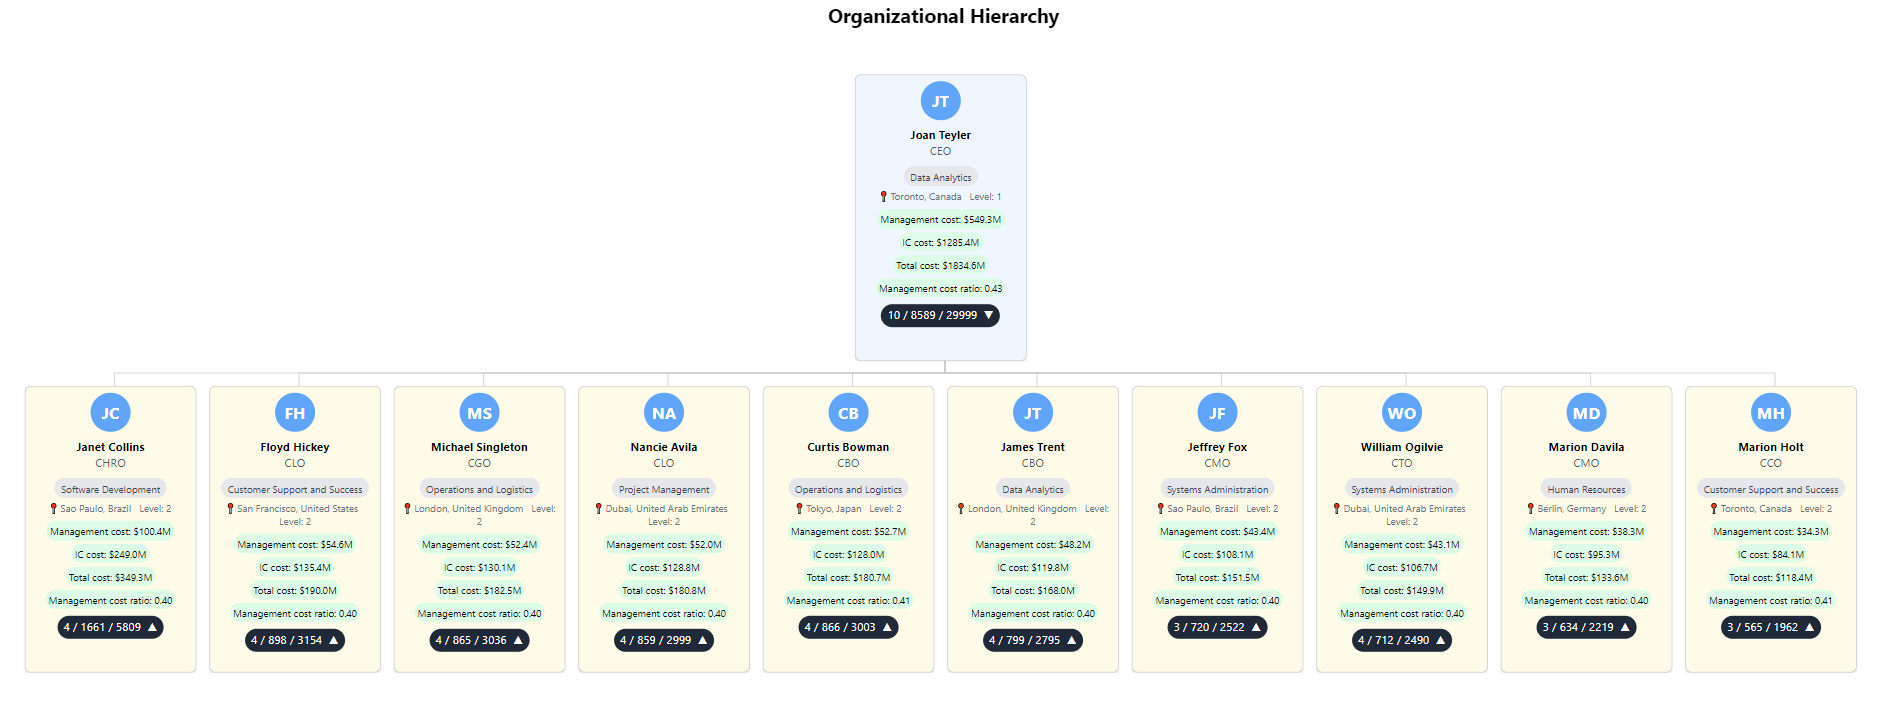 Organizational Hierarchy
JT
Joan Teyler
CEO
Data Analytics
Toronto, Canada Level: 1
Management cost: $549.3M
IC cost: $1285.4M
Total cost: $1834.6M
Management cost ratio: 0.43
10 / 8589 / 29999 ▼
JC
Janet Collins
CHRO
Software Development
Sao Paulo, Brazil Level: 2
Management cost: $100.4M
IC cost: $249.0M
Total cost: $349.3M
Management cost ratio: 0.40
4 / 1661 / 5809 ▲
FH
Floyd Hickey
CLO
Customer Support and Success
San Francisco, United States
Level: 2
Management cost: $54.6M
IC cost: $135.4M
Total cost: $190.0M
Management cost ratio: 0.40
4 / 898 / 3154 ▲
MS
Michael Singleton
CGO
Operations and Logistics
London, United Kingdom Level:
2
Management cost: $52.4M
IC cost: $130.1M
Total cost: $182.5M
Management cost ratio: 0.40
4 / 865 / 3036 ▲
NA
Nancie Avila
CLO
Project Management
Dubai, United Arab Emirates
Level: 2
Management cost: $52.0M
IC cost: $128.8M
Total cost: $180.8M
Management cost ratio: 0.40
4 / 859 / 2999 ▲
CB
Curtis Bowman
CBO
Operations and Logistics
Tokyo, Japan Level: 2
Management cost: $52.7M
IC cost: $128.0M
Total cost: $180.7M
Management cost ratio: 0.41
4 / 866 / 3003 ▲
JT
James Trent
CBO
Data Analytics
London, United Kingdom Level:
2
Management cost: $48.2M
IC cost: $119.8M
Total cost: $168.0M
Management cost ratio: 0.40
4 / 799 / 2795 ▲
JF
Jeffrey Fox
CMO
Systems Administration
Sao Paulo, Brazil Level: 2
Management cost: $43.4M
IC cost: $108.1M
Total cost: $151.5M
Management cost ratio: 0.40
3 / 720 / 2522 ▲
WO
William Ogilvie
CTO
Systems Administration
Dubai, United Arab Emirates
Level: 2
Management cost: $43.1M
IC cost: $106.7M
Total cost: $149.9M
Management cost ratio: 0.40
4 / 712 / 2490 ▲
MD
Marion Davila
CMO
Human Resources
Berlin, Germany Level: 2
Management cost: $38.3M
IC cost: $95.3M
Total cost: $133.6M
Management cost ratio: 0.40
3 / 634 / 2219 ▲
MH
Marion Holt
CCO
Customer Support and Success
Toronto, Canada Level: 2
Management cost: $34.3M
IC cost: $84.1M
Total cost: $118.4M
Management cost ratio: 0.41
3 / 565 / 1962 ▲